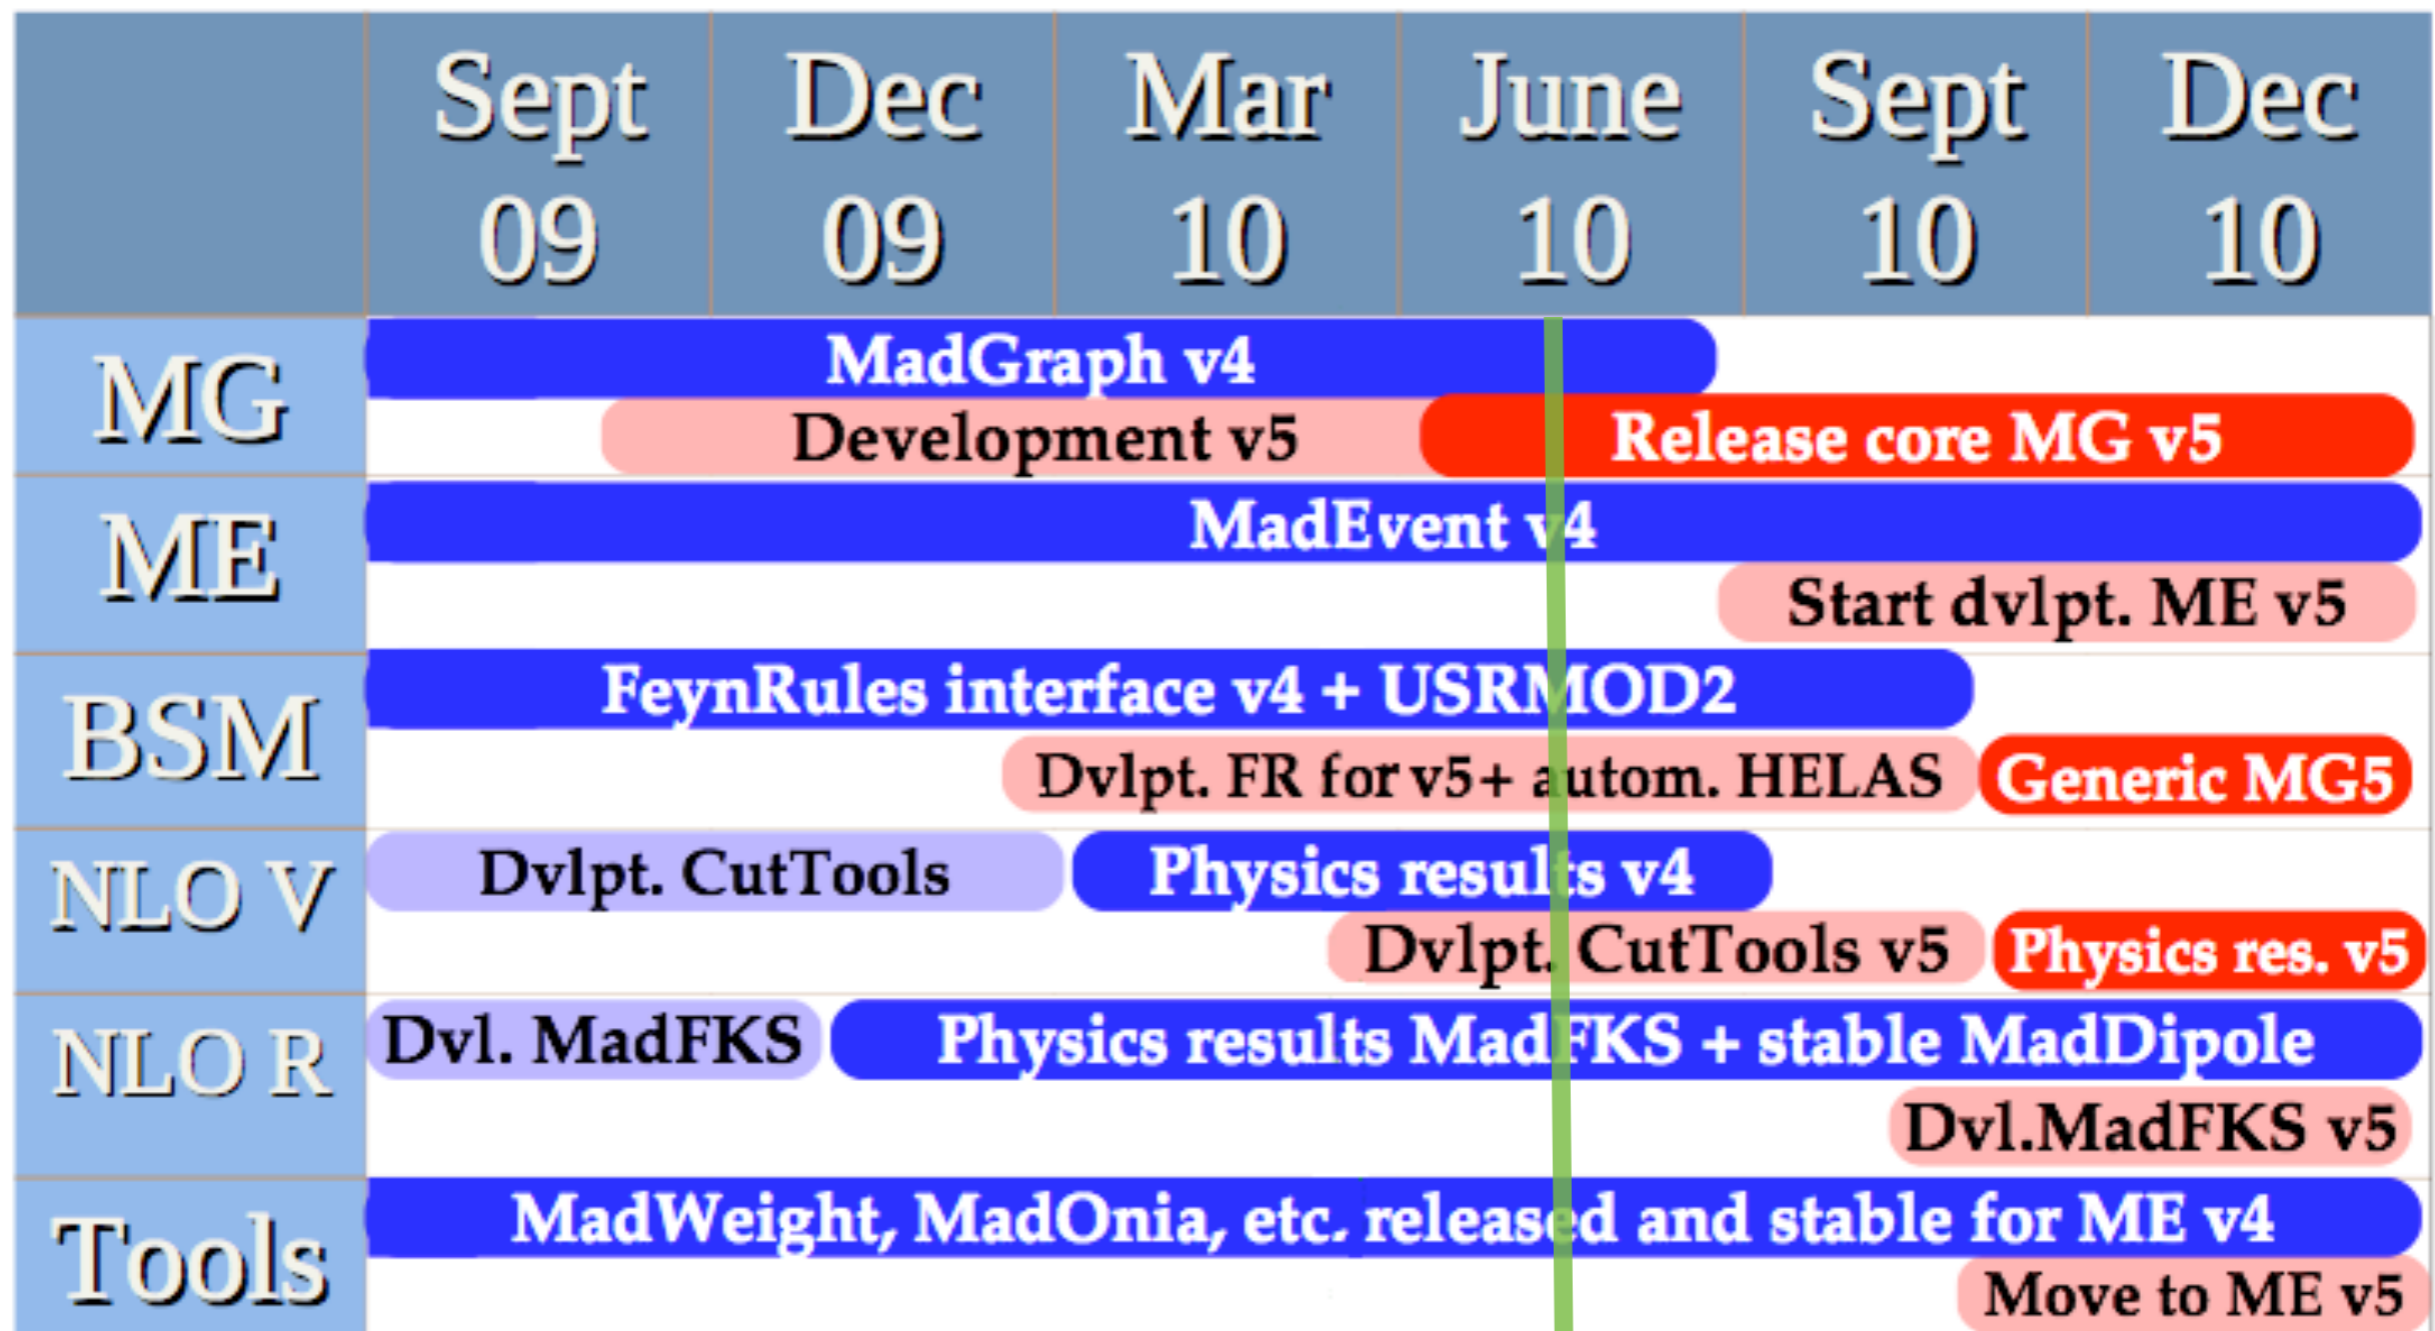 Sept 09
Dec 09
Mar 10
June 10
Sept 10
Dec 10
MG
MadGraph v4
Development v5
Release core MG v5
ME
MadEvent v4
Start dvlpt. ME v5
BSM
FeynRules interface v4 + USRMOD2
Dvlpt. FR for v5+ autom. HELAS
Generic MG5
NLO V
Dvlpt. CutTools
Physics results v4
Dvlpt. CutTools v5
Physics res. v5
NLO R
Dvl. MadFKS
Physics results MadFKS + stable MadDipole
Dvl.MadFKS v5
Tools
MadWeight, MadOnia, etc. released and stable for ME v4
Move to ME v5